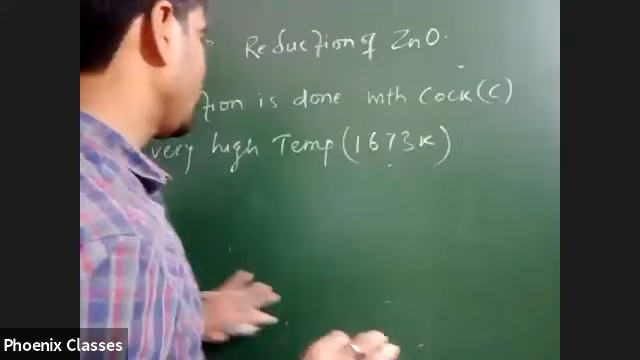 Reduction of ZnO.
tion is done with Cock (C)
very high Temp (1673K)
Phoenix Classes